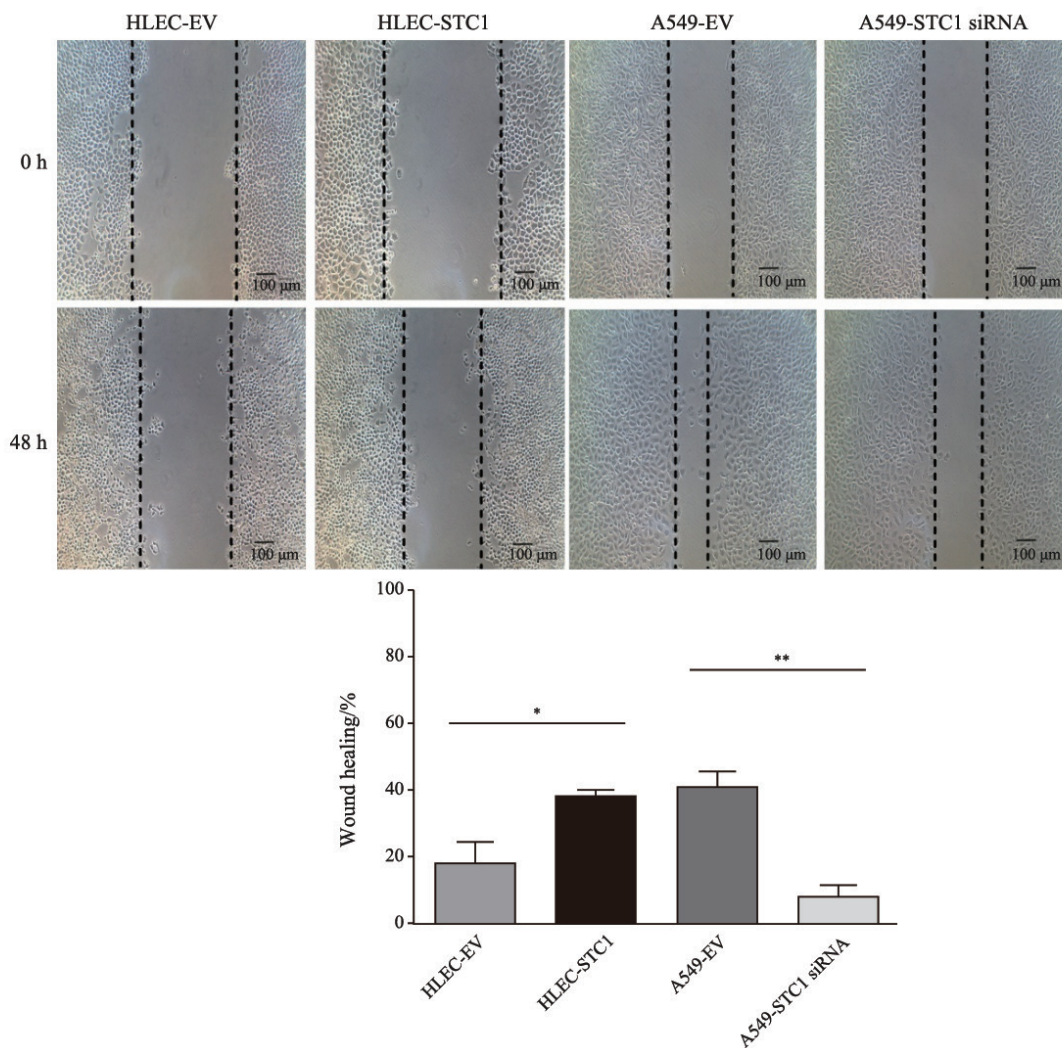 HLEC-EV HLEC-STC1 A549-EV A549-STC1 siRNA
0 h
100 μm 100 μm 100 μm 100 μm
48 h
100 μm 100 μm 100 μm 100 μm
100
80
60
40
20
0
Wound healing/%
*
**
HLEC-EV
HLEC-STC1
A549-EV
A549-STC1 siRNA